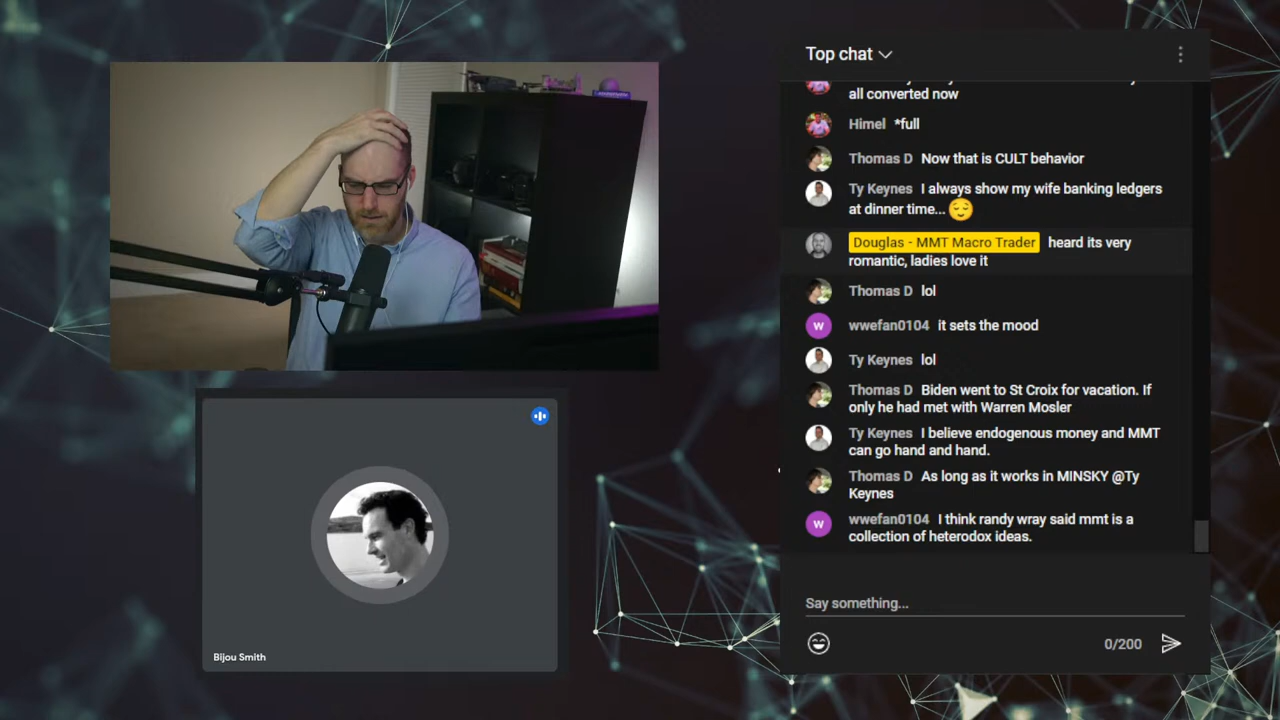 Top chat
all converted now
Himel *full
Thomas D Now that is CULT behavior
Ty Keynes I always show my wife banking ledgers
at dinner time...
Douglas - MMT Macro Trader heard its very
romantic, ladies love it
Thomas D lol
W wwefan0104 it sets the mood
Ty Keynes lol
Thomas D Biden went to St Croix for vacation. If
only he had met with Warren Mosler
Ty Keynes I believe endogenous money and MMT
can go hand and hand.
Thomas D As long as it works in MINSKY @Ty
Keynes
W wwefan0104 I think randy wray said mmt is a
collection of heterodox ideas.
Say something...
0/200
Bijou Smith